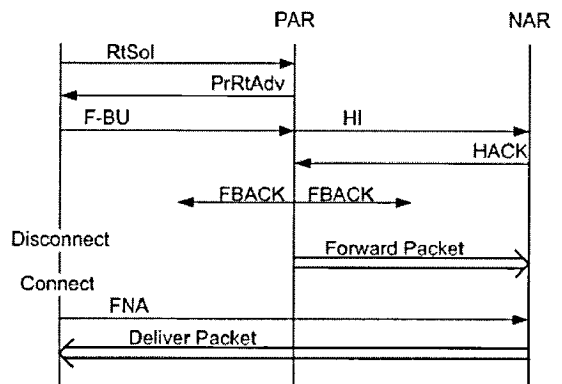 PAR NAR
RtSol
PrRtAdv
F-BU HI
HACK
FBACK FBACK
Disconnect
Forward Packet
Connect
FNA
Deliver Packet